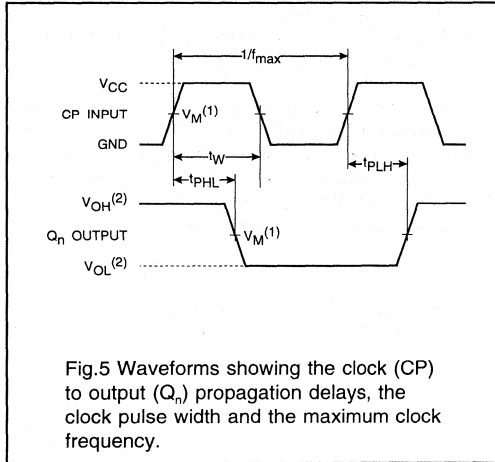 1/fmax
VCC
CP INPUT
VM(1)
GND
tW
tPHL
tPLH
VOH(2)
Qn OUTPUT
VM(1)
VOL(2)
Fig.5 Waveforms showing the clock (CP)
to output (Qn) propagation delays, the
clock pulse width and the maximum clock
frequency.